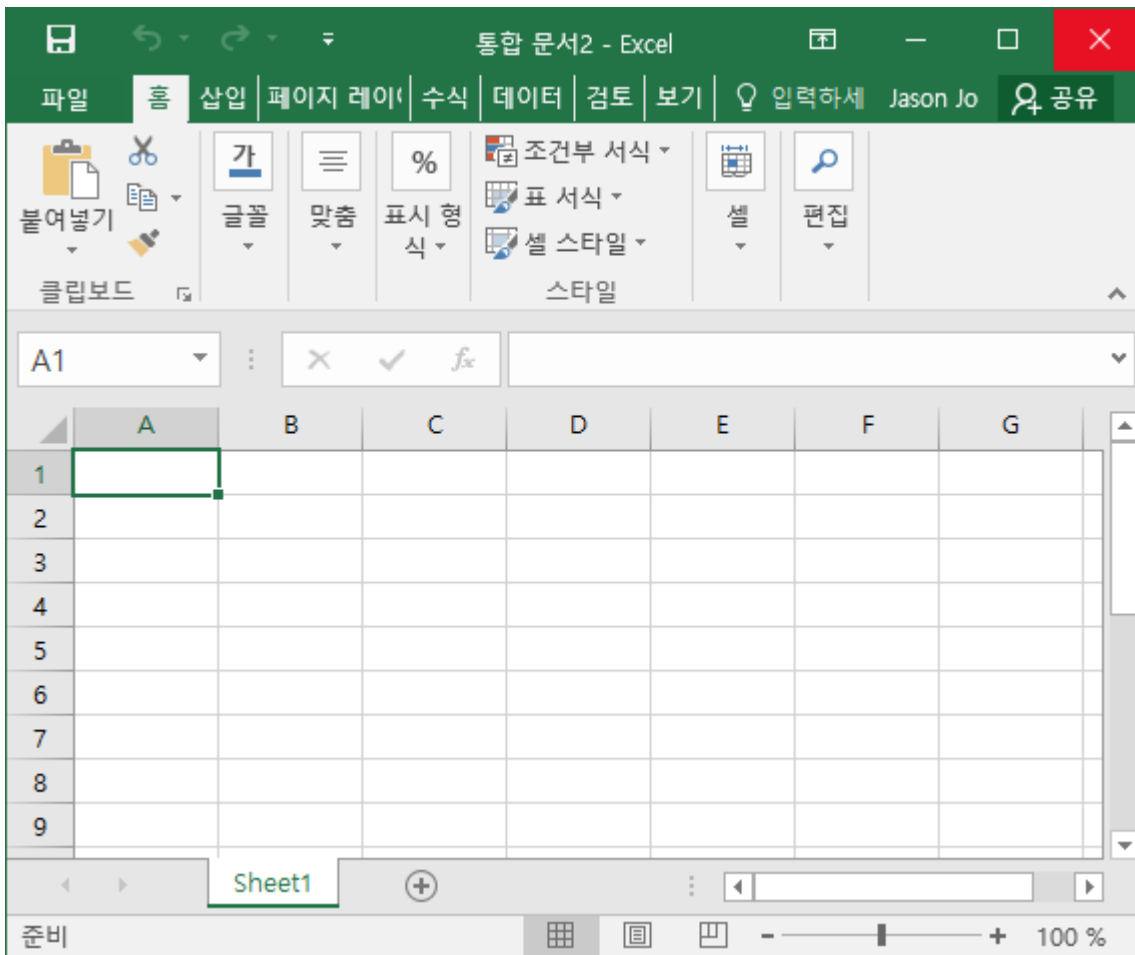 통합 문서2 - Excel
파일 홈 삽입 페이지 레이 수식 데이터 검토 보기 입력하세 Jason Jo 공유
가 % 조건부 서식
표 서식
붙여넣기 글꼴 맞춤 표시 형식 셀 스타일 셀 편집
클립보드 스타일
A1 fx
A B C D E F G
1
2
3
4
5
6
7
8
9
Sheet1
준비 100 %